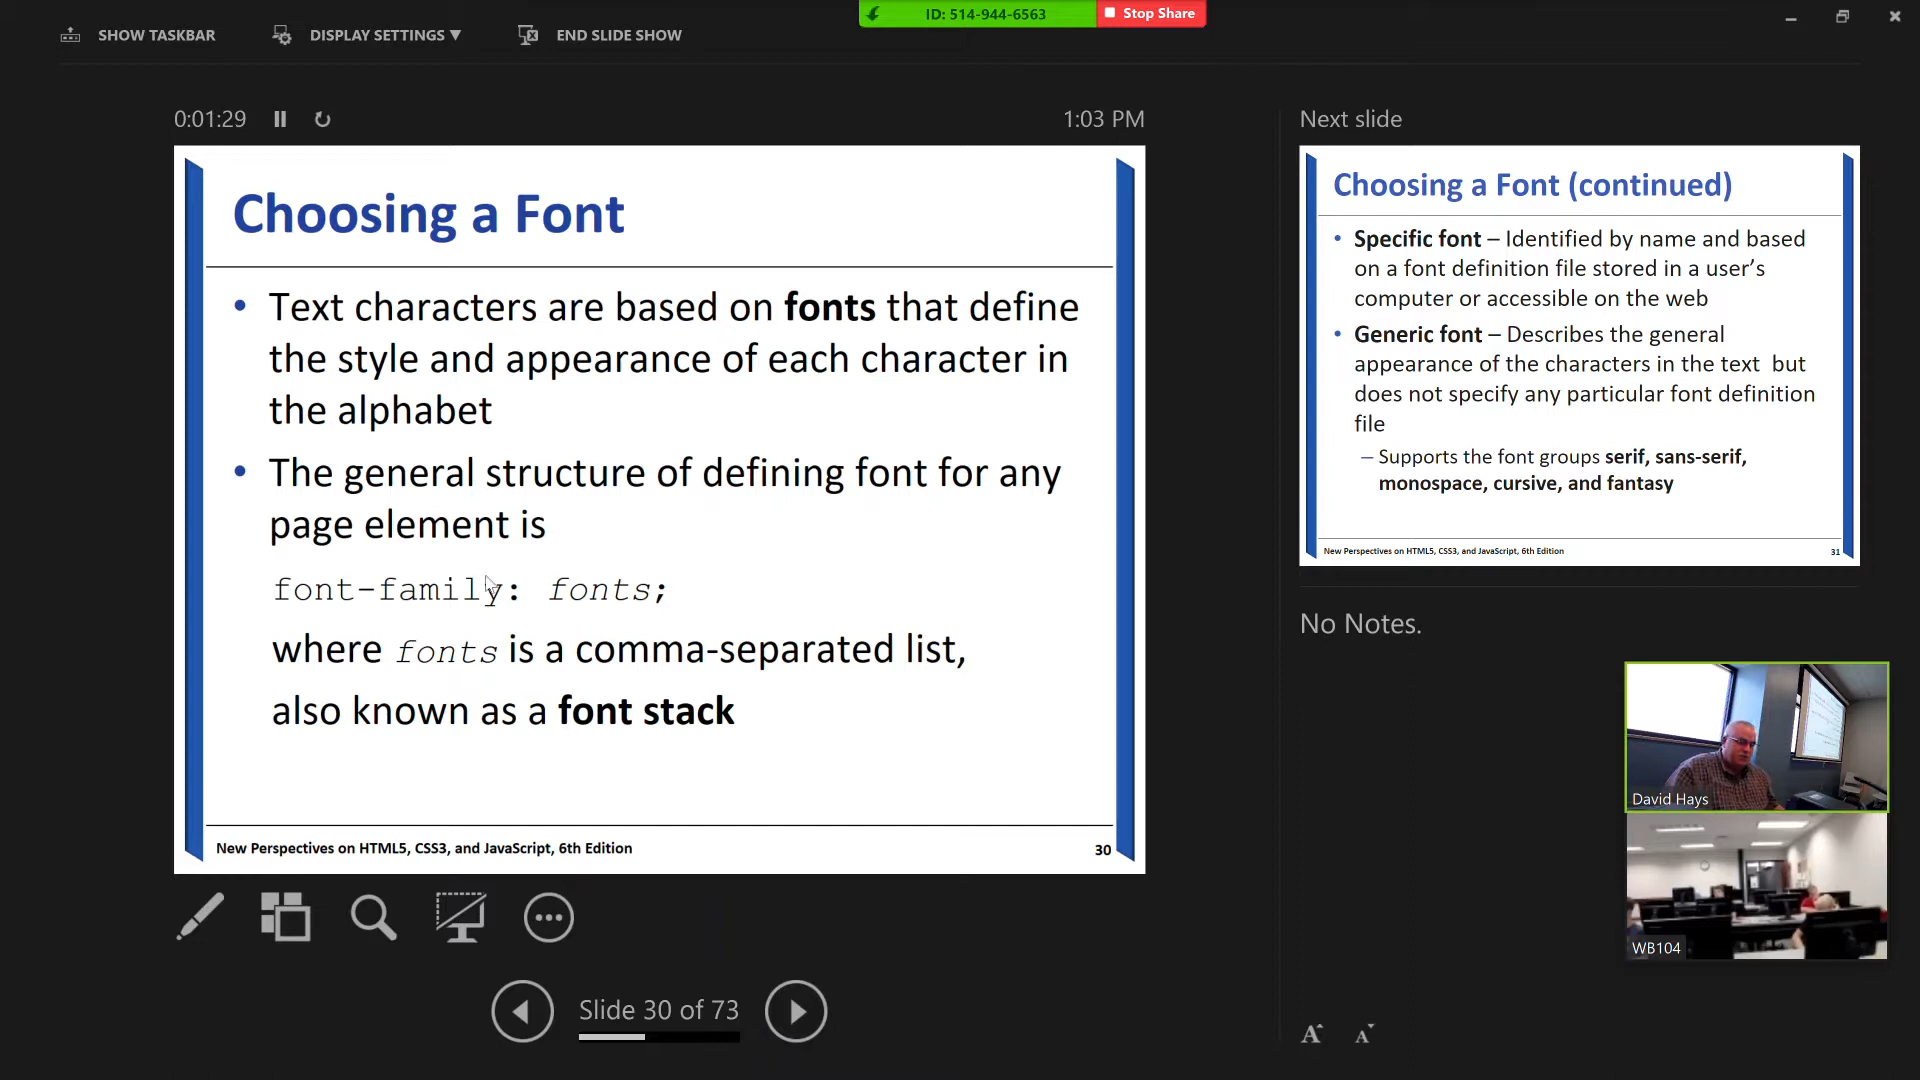 ID: 514-944-6563
Stop Share
SHOW TASKBAR
DISPLAY SETTINGS ▼
END SLIDE SHOW
0:01:29
1:03 PM
Choosing a Font
• Text characters are based on fonts that define
the style and appearance of each character in
the alphabet
• The general structure of defining font for any
page element is
font-family: fonts;
where fonts is a comma-separated list,
also known as a font stack
New Perspectives on HTML5, CSS3, and JavaScript, 6th Edition
30
Slide 30 of 73
Next slide
Choosing a Font (continued)
• Specific font – Identified by name and based
on a font definition file stored in a user’s
computer or accessible on the web
• Generic font – Describes the general
appearance of the characters in the text but
does not specify any particular font definition
file
– Supports the font groups serif, sans-serif,
monospace, cursive, and fantasy
New Perspectives on HTML5, CSS3, and JavaScript, 6th Edition
31
No Notes.
David Hays
WB104
A A